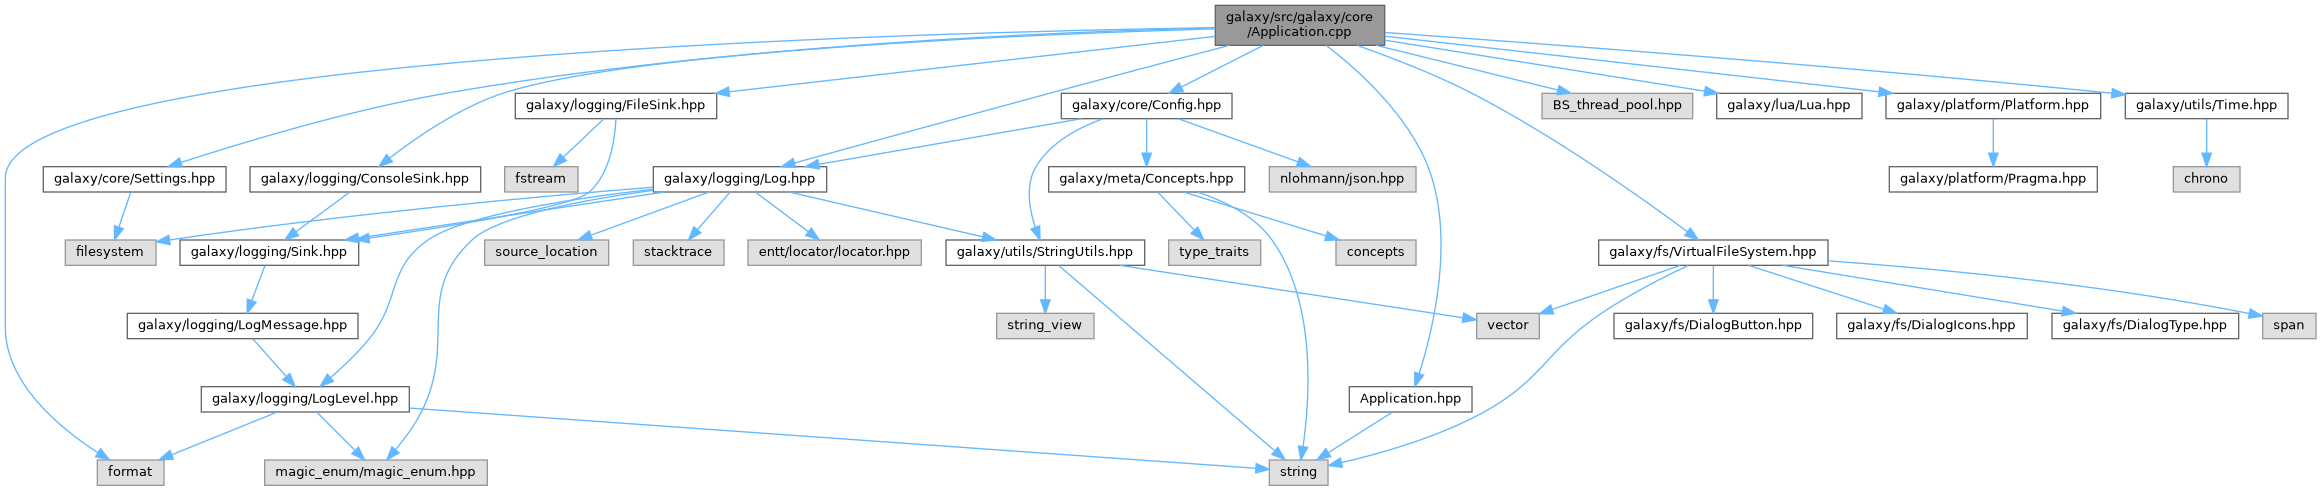 galaxy/src/galaxy/core
/Application.cpp
galaxy/logging/FileSink.hpp
galaxy/core/Config.hpp
BS_thread_pool.hpp
galaxy/lua/Lua.hpp
galaxy/platform/Platform.hpp
galaxy/utils/Time.hpp
galaxy/core/Settings.hpp
galaxy/logging/ConsoleSink.hpp
fstream
galaxy/logging/Log.hpp
galaxy/meta/Concepts.hpp
nlohmann/json.hpp
galaxy/platform/Pragma.hpp
chrono
filesystem
galaxy/logging/Sink.hpp
source_location
stacktrace
entt/locator/locator.hpp
galaxy/utils/StringUtils.hpp
type_traits
concepts
galaxy/fs/VirtualFileSystem.hpp
galaxy/logging/LogMessage.hpp
string_view
vector
galaxy/fs/DialogButton.hpp
galaxy/fs/DialogIcons.hpp
galaxy/fs/DialogType.hpp
span
galaxy/logging/LogLevel.hpp
Application.hpp
format
magic_enum/magic_enum.hpp
string